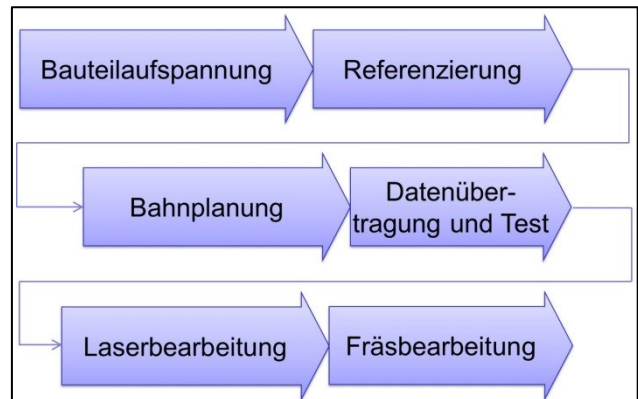 Bauteilaufspannung
Referenzierung
Bahnplanung
Datenüber-
tragung und Test
Laserbearbeitung
Fräsbearbeitung